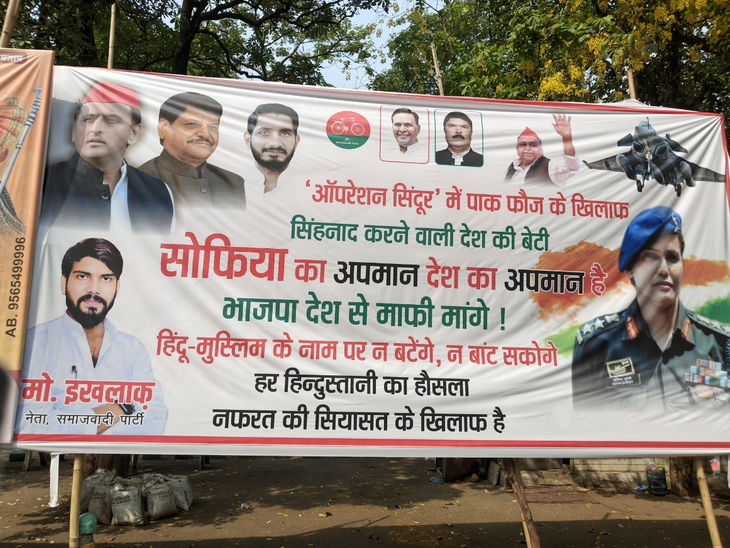 'ऑपरेशन सिंदूर' में पाक फौज के खिलाफ
सिंहनाद करने वाली देश की बेटी
सोफिया का अपमान देश का अपमान है
भाजपा देश से माफी मांगे !
हिंदू-मुस्लिम के नाम पर न बटेंगे, न बांट सकोगे
हर हिन्दुस्तानी का हौसला
नफरत की सियासत के खिलाफ है
मो. इखलाक़
नेता, समाजवादी पार्टी
AB. 9565499996